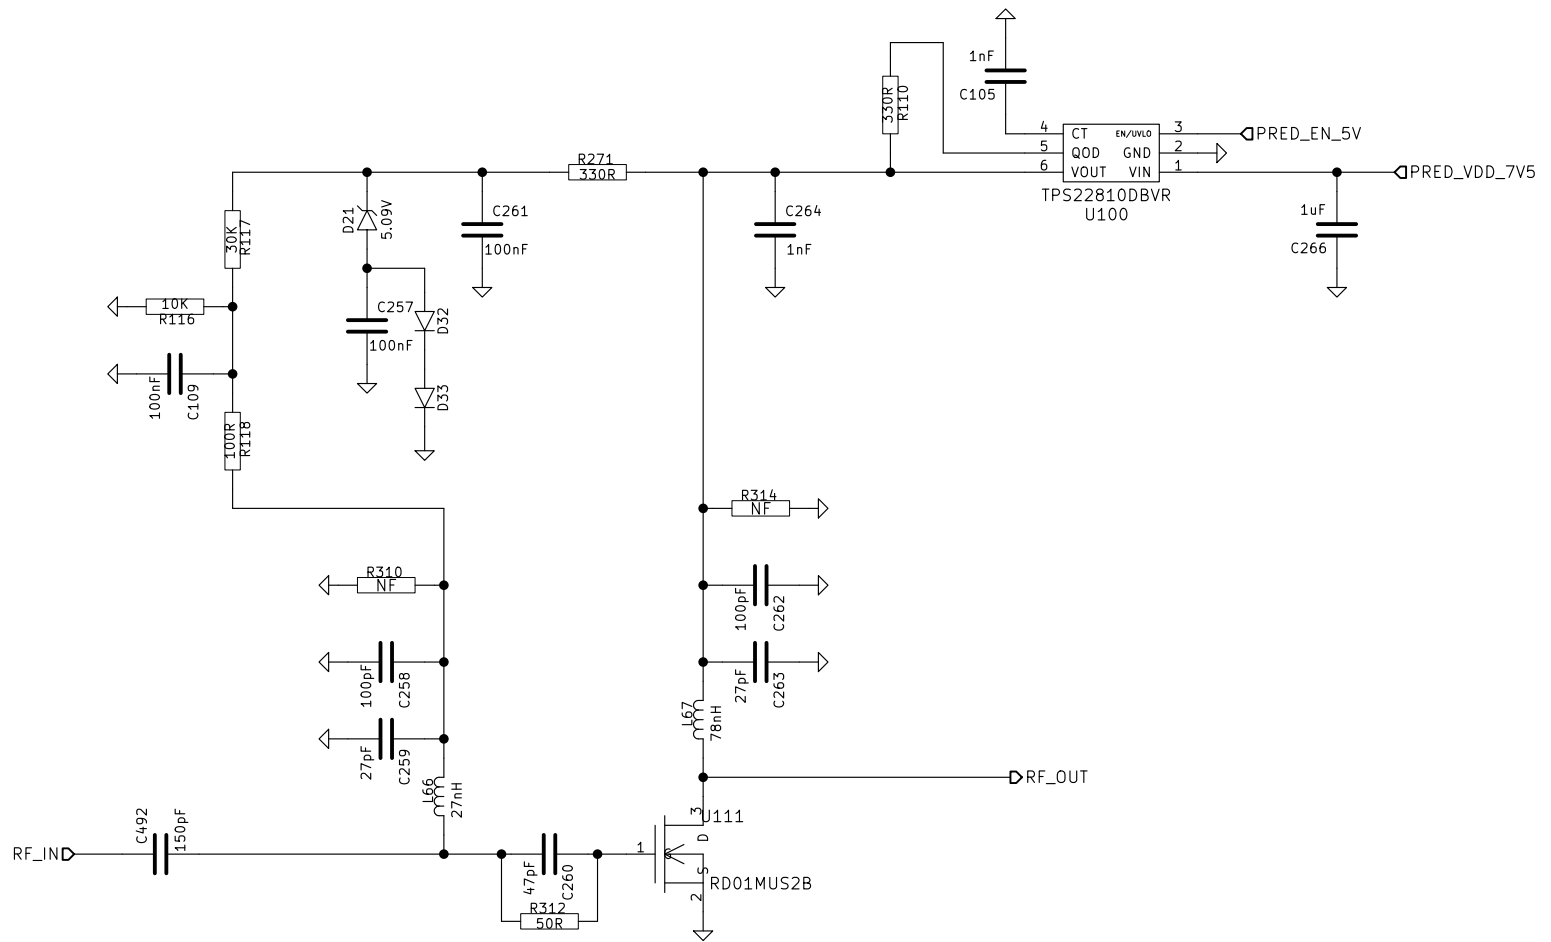 1nF
C105
330R
R110
4
CT
EN/UVLO
3
PRED_EN_5V
5
QOD
GND
2
6
VOUT
VIN
1
PRED_VDD_7V5
TPS22810DBVR
U100
R271
330R
D21
5.09V
C261
100nF
C264
1nF
1uF
C266
30K
R117
10K
R116
C257
100nF
D32
100nF
C109
D33
100R
R118
R314
NF
R310
NF
100pF
C262
100pF
C258
27pF
C263
L67
78nH
27pF
C259
L66
27nH
RF_OUT
C492
150pF
3
U111
D
RF_IN
1
G
S
47pF
C260
RD01MUS2B
2
R312
50R